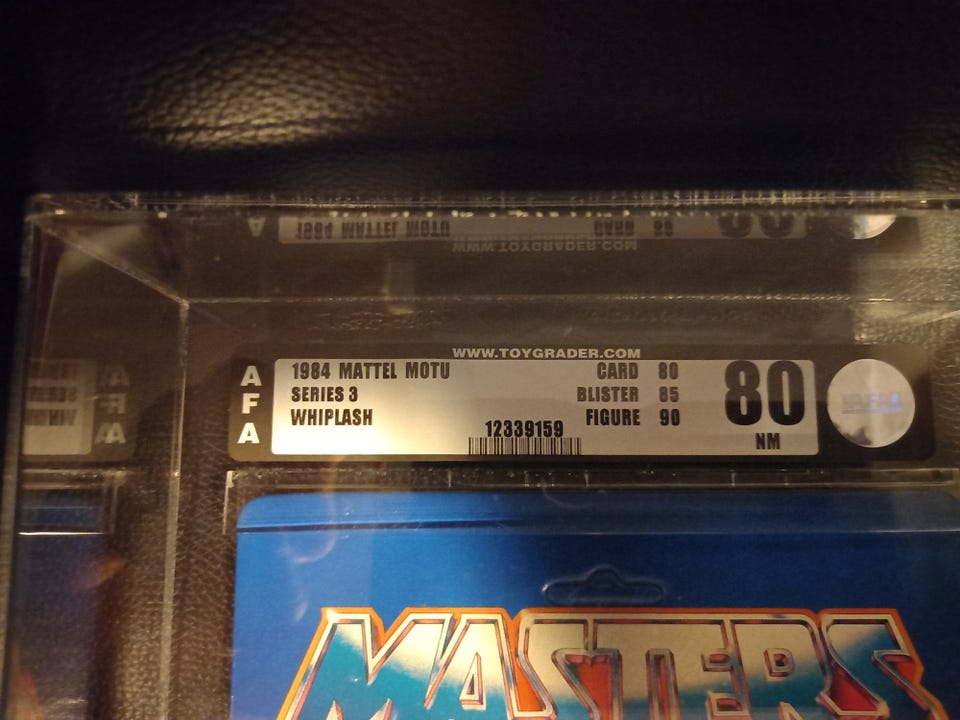 WWW.TOYGRADER.COM
AFA
1984 MATTEL MOTU
SERIES 3
WHIPLASH
12339159
CARD 80
BLISTER 85
FIGURE 90
80
NM
MASTERS